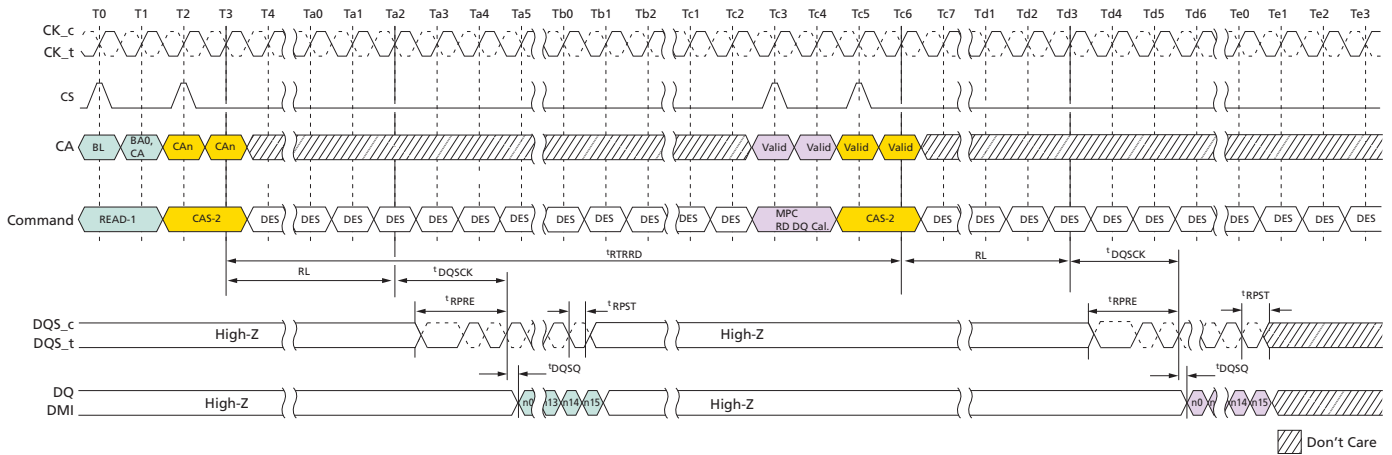 T0 T1 T2 T3 T4 Ta0 Ta1 Ta2 Ta3 Ta4 Ta5 Tb0 Tb1 Tb2 Tc1 Tc2 Tc3 Tc4 Tc5 Tc6 Tc7 Td1 Td2 Td3 Td4 Td5 Td6 Te0 Te1 Te2 Te3
CK_c
CK_t
CS
CA BL BA0, CA CAn CAn Valid Valid Valid Valid
Command READ-1 CAS-2 DES DES DES DES DES DES DES DES DES DES DES DES MPC RD DQ Cal. CAS-2 DES DES DES DES DES DES DES DES DES DES DES
tRTRRD
RL tDQSCK RL tDQSCK
tRPRE tRPST tRPRE tRPST
DQS_c
DQS_t
High-Z High-Z
tDQSQ tDQSQ
DQ
DMI
High-Z n0 n13 n14 n15 High-Z n0 n14 n15
Don't Care